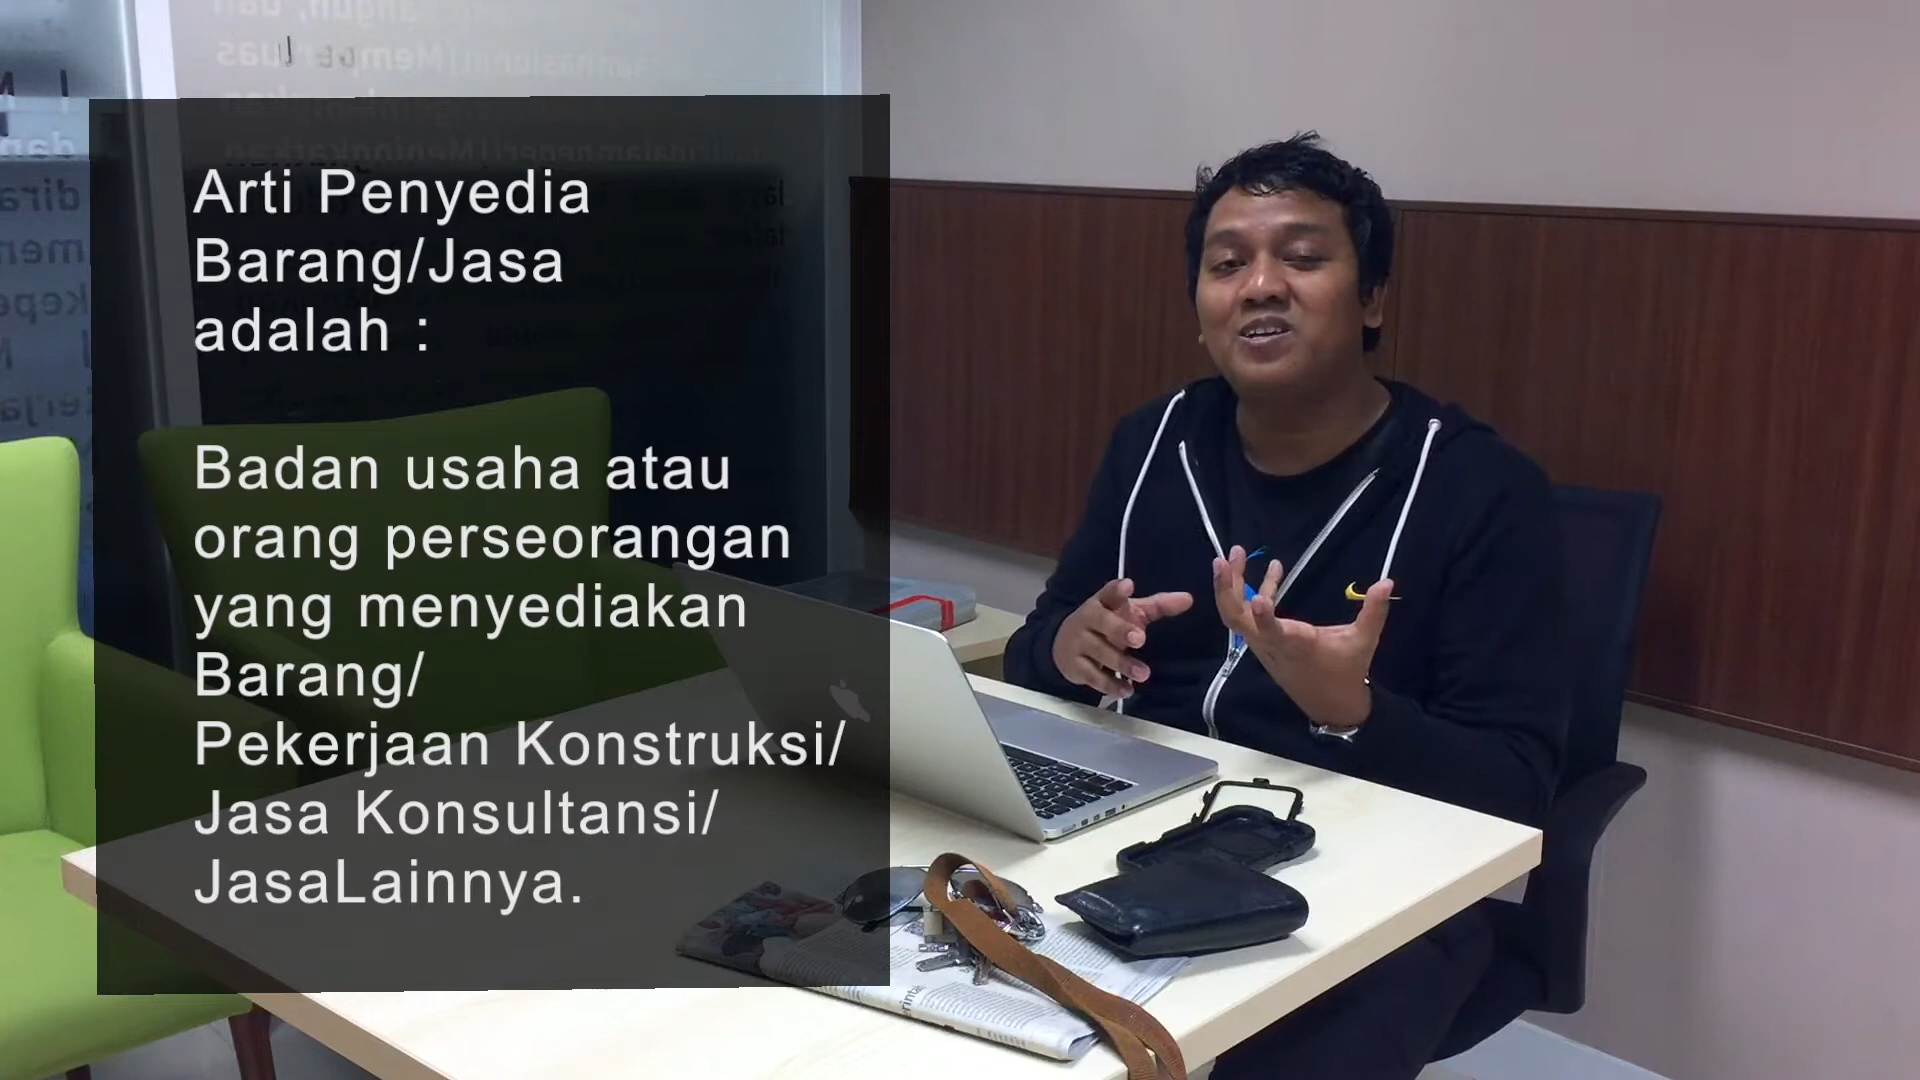 Arti Penyedia
Barang/Jasa
adalah :
Badan usaha atau
orang perseorangan
yang menyediakan
Barang/
Pekerjaan Konstruksi/
Jasa Konsultansi/
JasaLainnya.